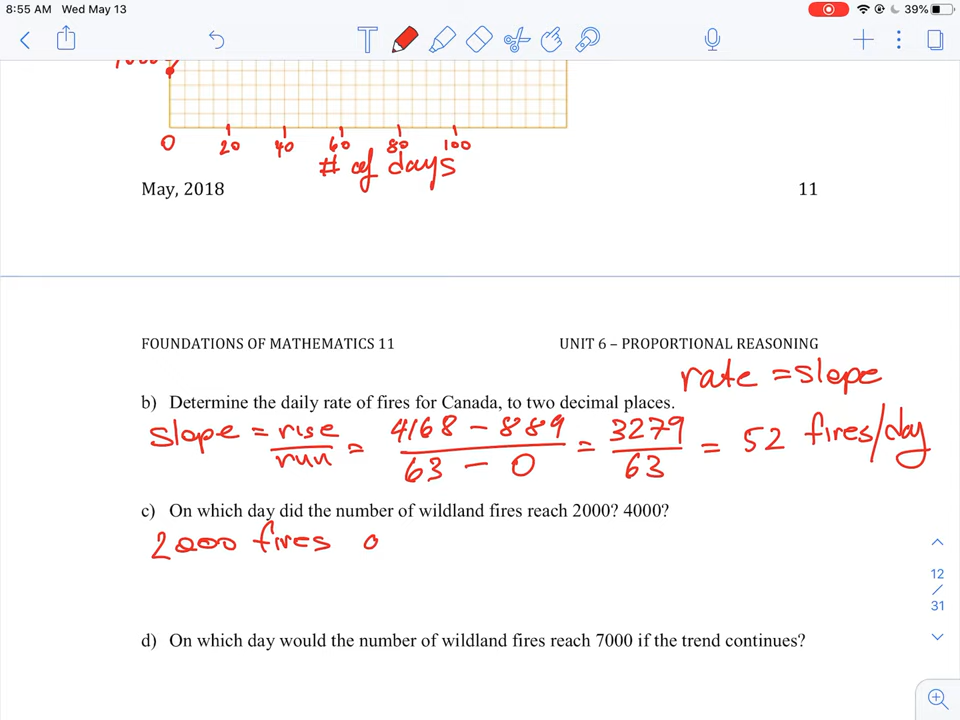 8:55 AM Wed May 13 39%
1000
0 20 40 60 80 100
# of days
May, 2018 11
FOUNDATIONS OF MATHEMATICS 11 UNIT 6 – PROPORTIONAL REASONING
rate = slope
b) Determine the daily rate of fires for Canada, to two decimal places.
slope = rise/run = (4168 - 889)/(63 - 0) = 3279/63 = 52 fires/day
c) On which day did the number of wildland fires reach 2000? 4000?
2000 fires o
12
/
31
d) On which day would the number of wildland fires reach 7000 if the trend continues?